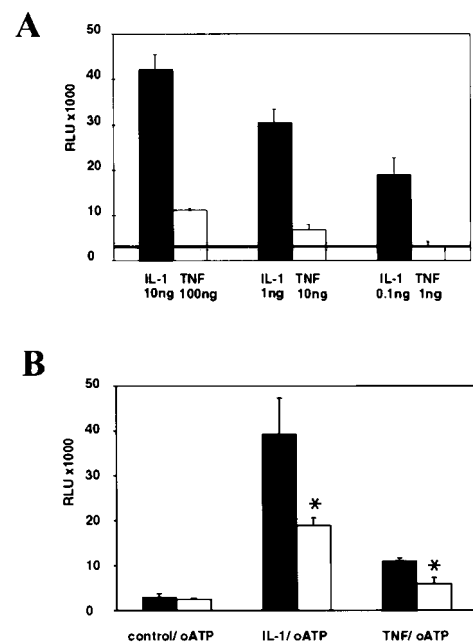 A
50
40
30
20
10
0
RLU x1000
IL-1 TNF IL-1 TNF IL-1 TNF
10ng 100ng 1ng 10ng 0.1ng 1ng
B
50
40
30
20
10
0
RLU x1000
*
*
control/ oATP IL-1/ oATP TNF/ oATP